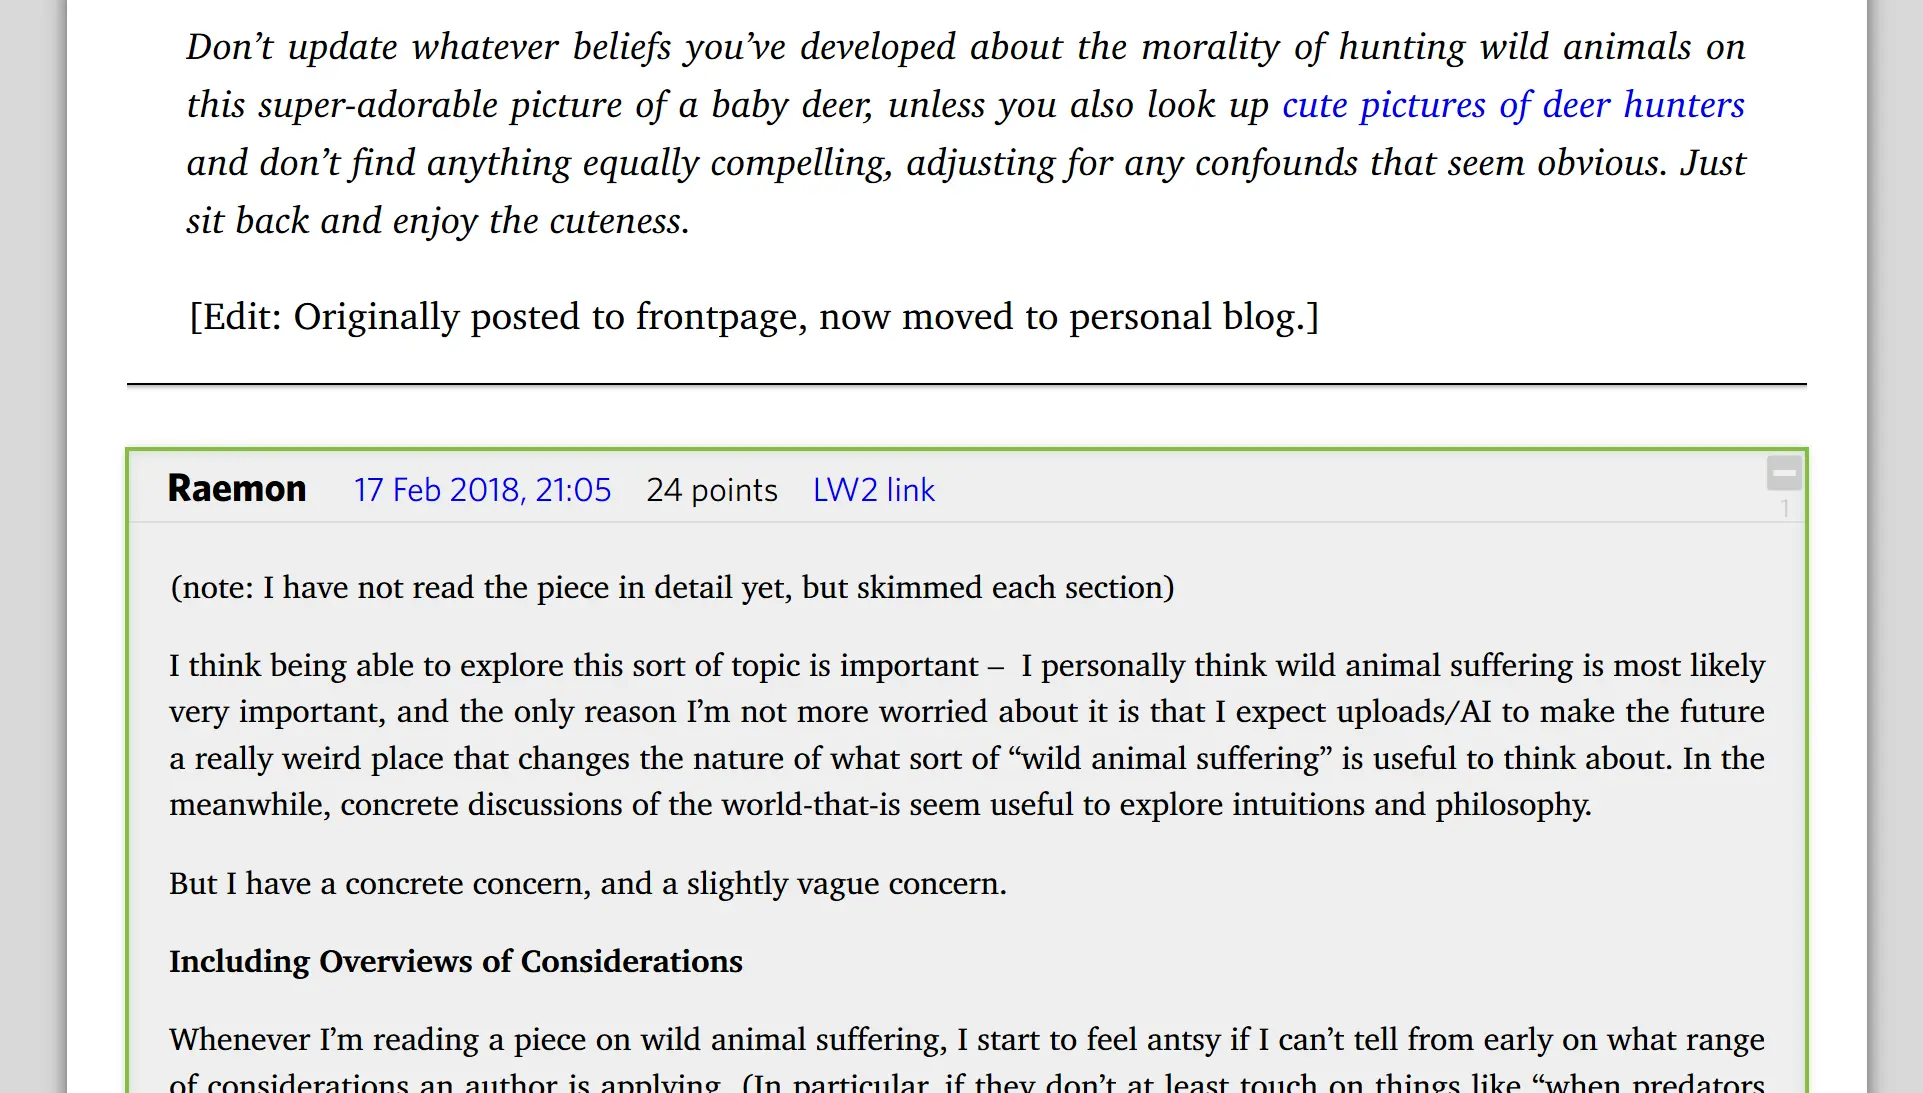 Don’t update whatever beliefs you’ve developed about the morality of hunting wild animals on
this super-adorable picture of a baby deer, unless you also look up cute pictures of deer hunters
and don’t find anything equally compelling, adjusting for any confounds that seem obvious. Just
sit back and enjoy the cuteness.
[Edit: Originally posted to frontpage, now moved to personal blog.]
Raemon 17 Feb 2018, 21:05 24 points LW2 link
1
(note: I have not read the piece in detail yet, but skimmed each section)
I think being able to explore this sort of topic is important – I personally think wild animal suffering is most likely
very important, and the only reason I’m not more worried about it is that I expect uploads/AI to make the future
a really weird place that changes the nature of what sort of “wild animal suffering” is useful to think about. In the
meanwhile, concrete discussions of the world-that-is seem useful to explore intuitions and philosophy.
But I have a concrete concern, and a slightly vague concern.
Including Overviews of Considerations
Whenever I’m reading a piece on wild animal suffering, I start to feel antsy if I can’t tell from early on what range
of considerations an author is applying. (In particular, if they don’t at least touch on things like “when predators